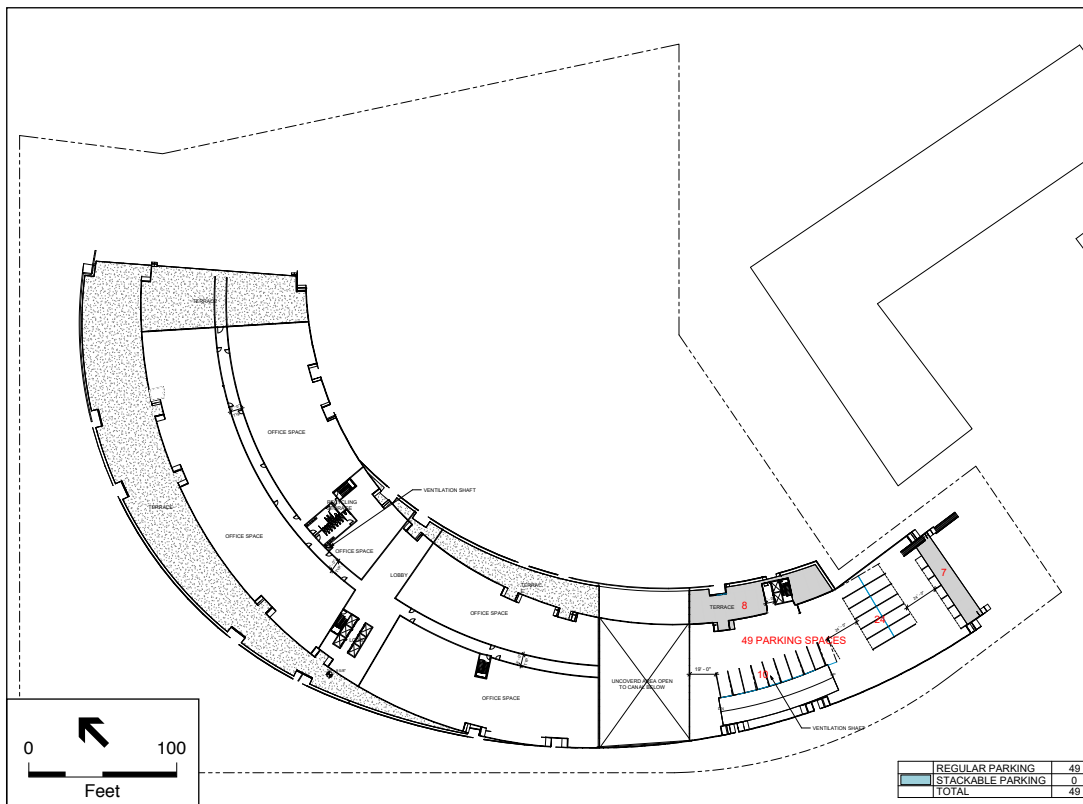 TERRACE
OFFICE SPACE
VENTILATION SHAFT
TERRACE
OFFICE SPACE
OFFICE SPACE
LOBBY
TERRAC
OFFICE SPACE
TERRACE
8
7
24
49 PARKING SPACES
10
19' - 0"
UNCOVERD AREA OPEN
TO CANAL BELOW
OFFICE SPACE
VENTILATION SHAFT
0 100
Feet
REGULAR PARKING 49
STACKABLE PARKING 0
TOTAL 49